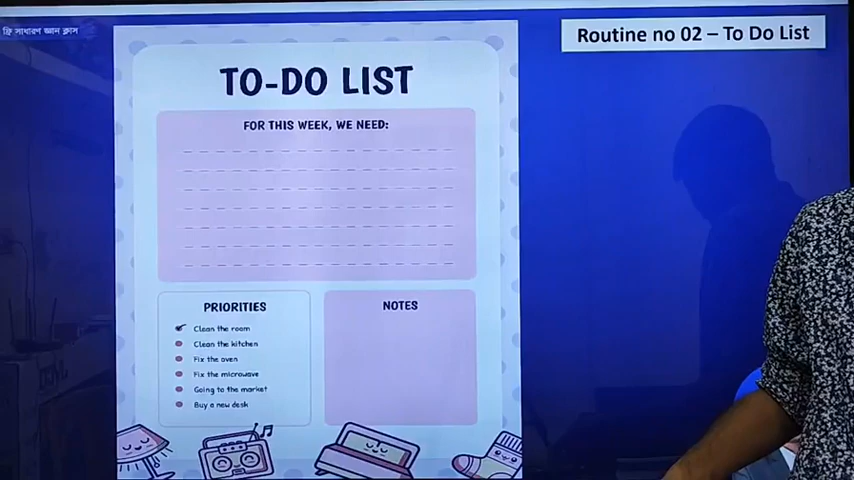 ফ্রি সাধারণ জ্ঞান ক্লাস
Routine no 02 – To Do List
TO-DO LIST
FOR THIS WEEK, WE NEED:
PRIORITIES
Clean the room
Clean the kitchen
Fix the oven
Fix the microwave
Going to the market
Buy a new desk
NOTES